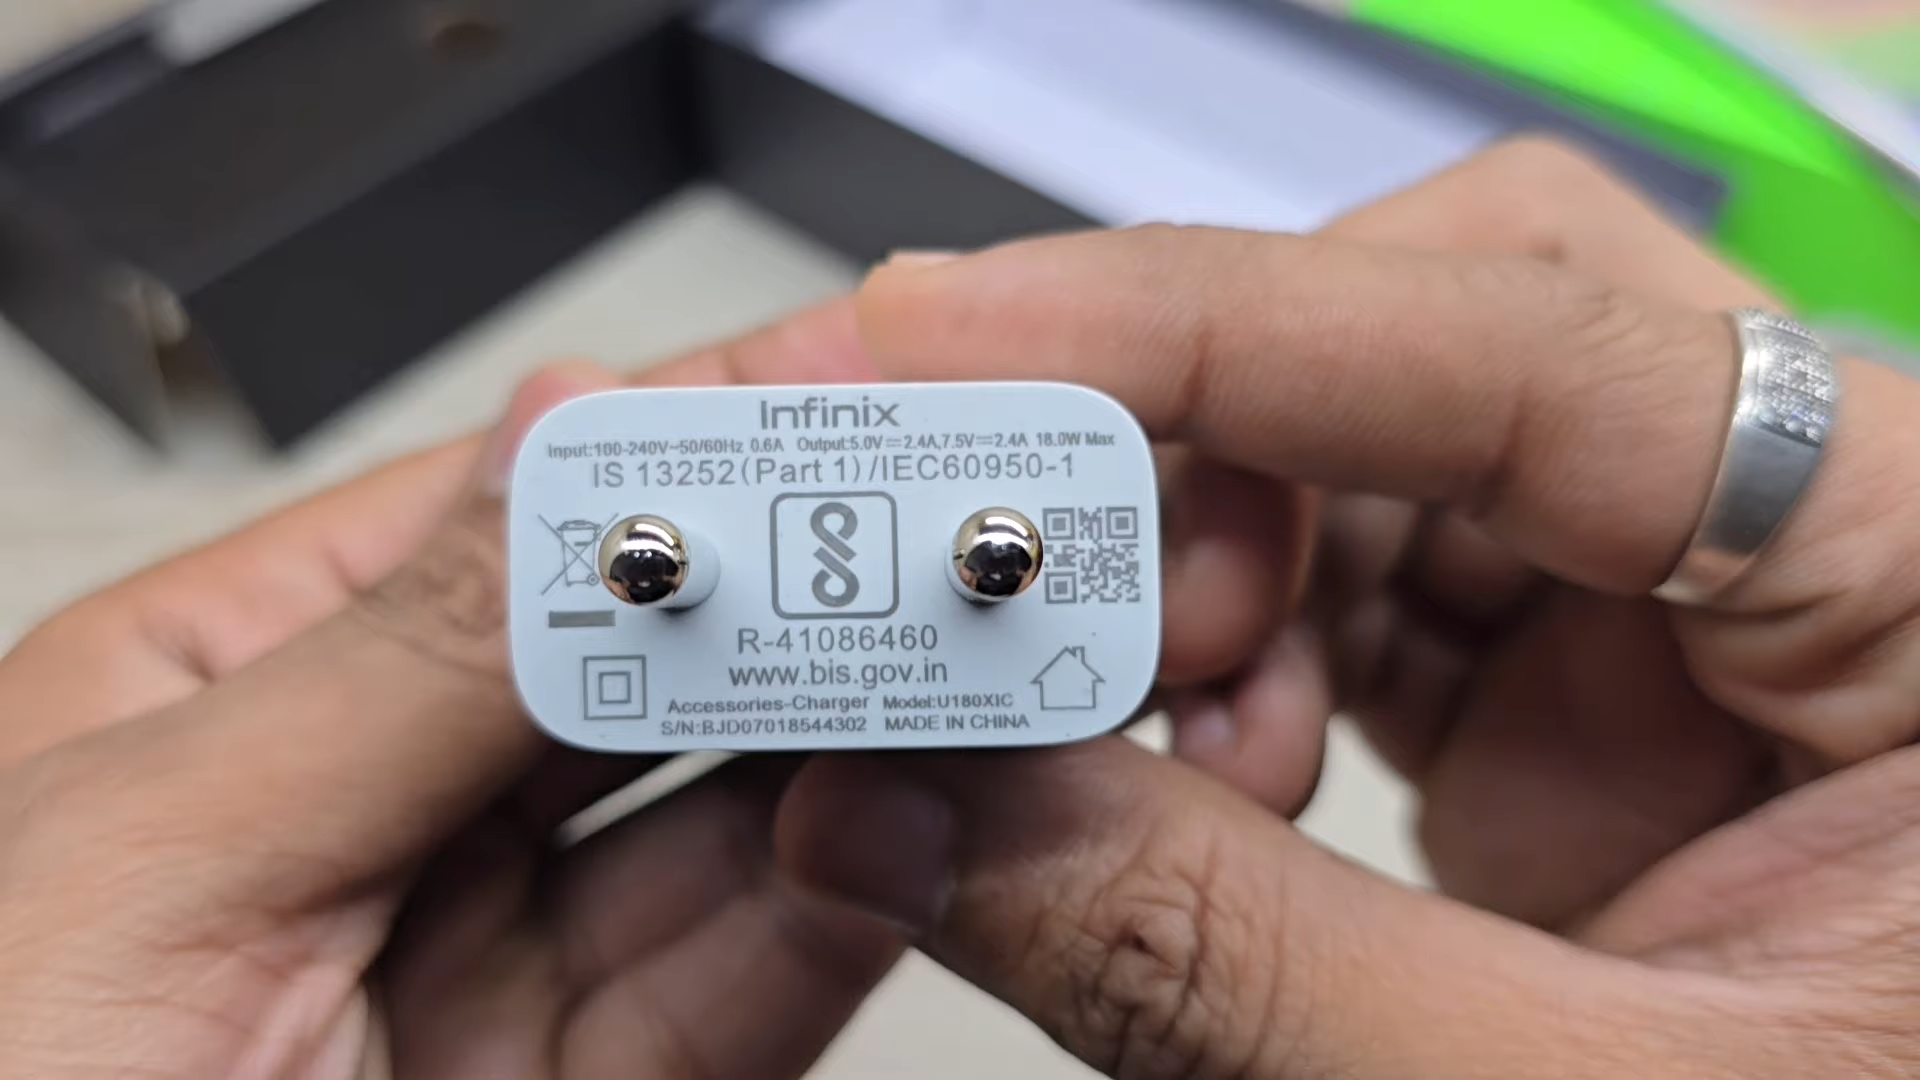 Infinix
Input:100-240V~50/60Hz 0.6A Output:5.0V⎓2.4A,7.5V⎓2.4A 18.0W Max
IS 13252(Part 1)/IEC60950-1
R-41086460
www.bis.gov.in
Accessories-Charger Model:U180XIC
S/N:BJD07018544302 MADE IN CHINA